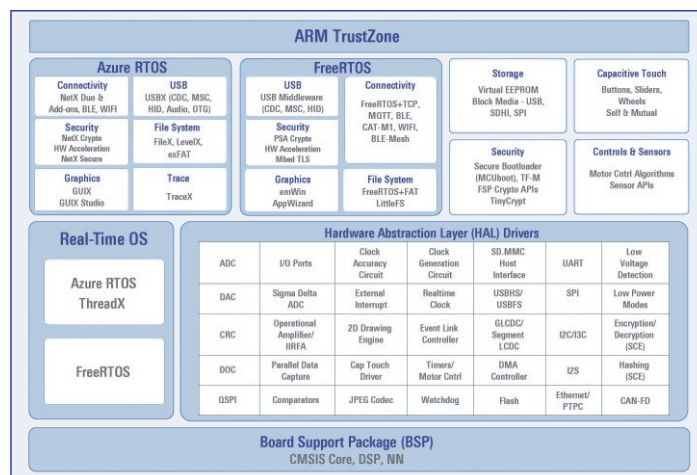 ARM TrustZone
Azure RTOS
Connectivity
NetX Duo &
Add-ons, BLE, WIFI
USB
USBX (CDC, MSC,
HID, Audio, OTG)
Security
NetX Crypto
HW Acceleration
NetX Secure
File System
FileX, LevelX,
exFAT
Graphics
GUIX
GUIX Studio
Trace
TraceX
FreeRTOS
USB
USB Middleware
(CDC, MSC, HID)
Connectivity
FreeRTOS+TCP,
MQTT, BLE,
CAT-M1, WIFI,
BLE-Mesh
Security
PSA Crypto
HW Acceleration
Mbed TLS
Graphics
emWin
AppWizard
File System
FreeRTOS+FAT
LittleFS
Storage
Virtual EEPROM
Block Media - USB,
SDHI, SPI
Capacitive Touch
Buttons, Sliders,
Wheels
Self & Mutual
Security
Secure Bootloader
(MCUboot), TF-M
FSP Crypto APIs
TinyCrypt
Controls & Sensors
Motor Cntrl Algorithms
Sensor APIs
Real-Time OS
Azure RTOS
ThreadX
FreeRTOS
Hardware Abstraction Layer (HAL) Drivers
ADC
I/O Ports
Clock
Accuracy
Circuit
Clock
Generation
Circuit
SD.MMC
Host
Interface
UART
Low
Voltage
Detection
DAC
Sigma Delta
ADC
External
Interrupt
Realtime
Clock
USBHS/
USBFS
SPI
Low Power
Modes
CRC
Operational
Amplifier/
IIRFA
2D Drawing
Engine
Event Link
Controller
GLCDC/
Segment
LCDC
I2C/I3C
Encryption/
Decryption
(SCE)
DOC
Parallel Data
Capture
Cap Touch
Driver
Timers/
Motor Cntrl
DMA
Controller
I2S
Hashing
(SCE)
QSPI
Comparators
JPEG Codec
Watchdog
Flash
Ethernet/
PTPC
CAN-FD
Board Support Package (BSP)
CMSIS Core, DSP, NN